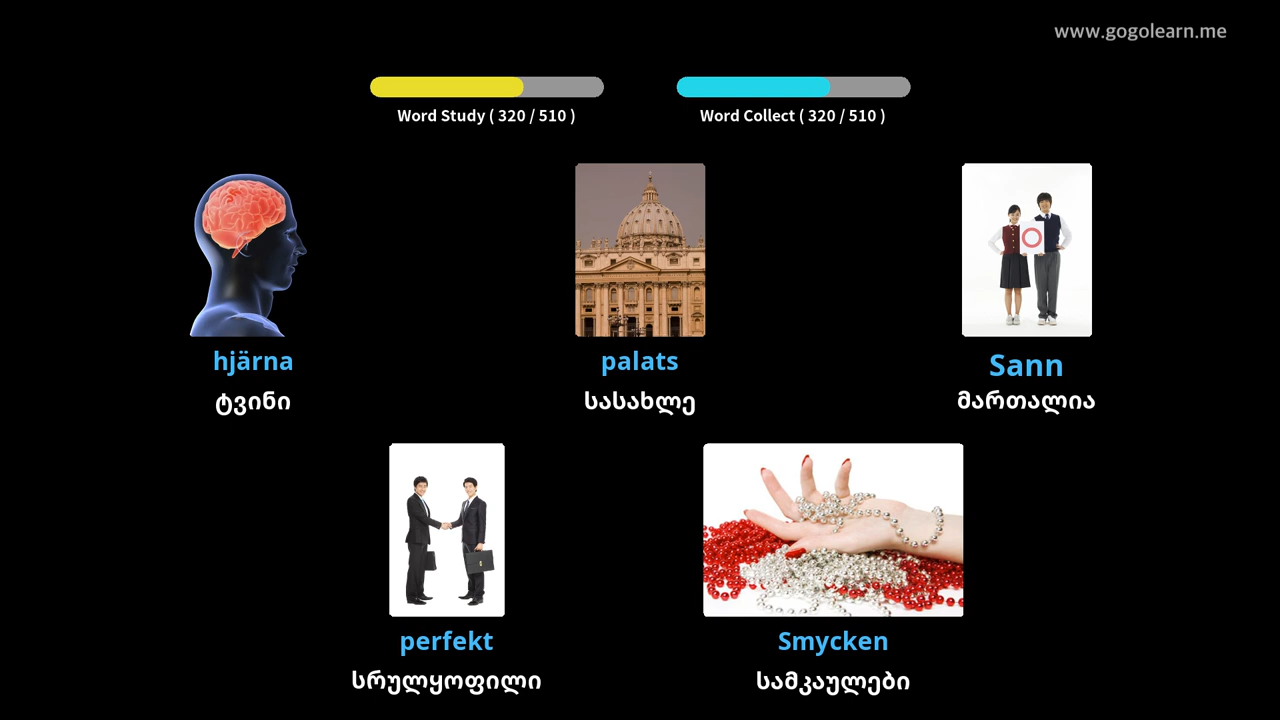 www.gogolearn.me
Word Study ( 320 / 510 )
Word Collect ( 320 / 510 )
hjärna
palats
Sann
ტვინი
სასახლე
მართალია
perfekt
Smycken
სრულყოფილი
სამკაულები